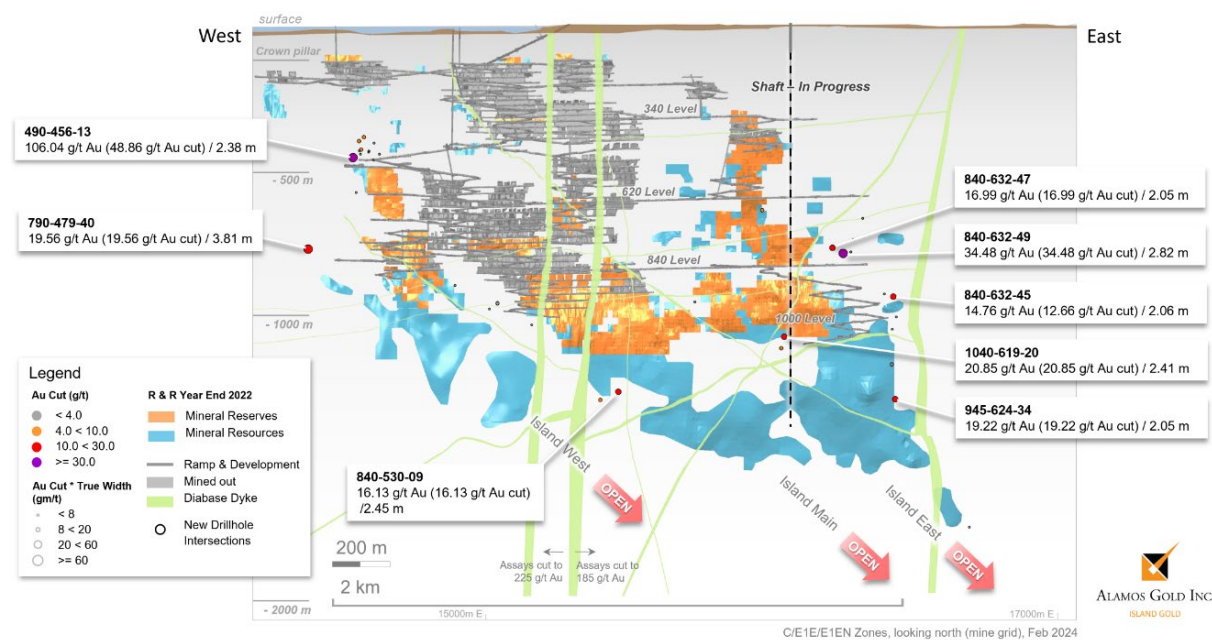 surface
West
East
Crown pillar
Shaft – In Progress
340 Level
490-456-13
106.04 g/t Au (48.86 g/t Au cut) / 2.38 m
- 500 m
620 Level
840-632-47
16.99 g/t Au (16.99 g/t Au cut) / 2.05 m
790-479-40
19.56 g/t Au (19.56 g/t Au cut) / 3.81 m
840-632-49
34.48 g/t Au (34.48 g/t Au cut) / 2.82 m
840 Level
840-632-45
14.76 g/t Au (12.66 g/t Au cut) / 2.06 m
- 1000 m
1000 Level
1040-619-20
20.85 g/t Au (20.85 g/t Au cut) / 2.41 m
945-624-34
19.22 g/t Au (19.22 g/t Au cut) / 2.05 m
Legend
Au Cut (g/t)
< 4.0
4.0 < 10.0
10.0 < 30.0
>= 30.0
Au Cut * True Width
(gm/t)
< 8
8 < 20
20 < 60
>= 60
R & R Year End 2022
Mineral Reserves
Mineral Resources
Ramp & Development
Mined out
Diabase Dyke
New Drillhole
Intersections
840-530-09
16.13 g/t Au (16.13 g/t Au cut)
/2.45 m
Island West
OPEN
Island Main
OPEN
Island East
OPEN
200 m
2 km
Assays cut to
225 g/t Au
Assays cut to
185 g/t Au
- 2000 m
15000m E
17000m E
ALAMOS GOLD INC
ISLAND GOLD
C/E1E/E1EN Zones, looking north (mine grid), Feb 2024